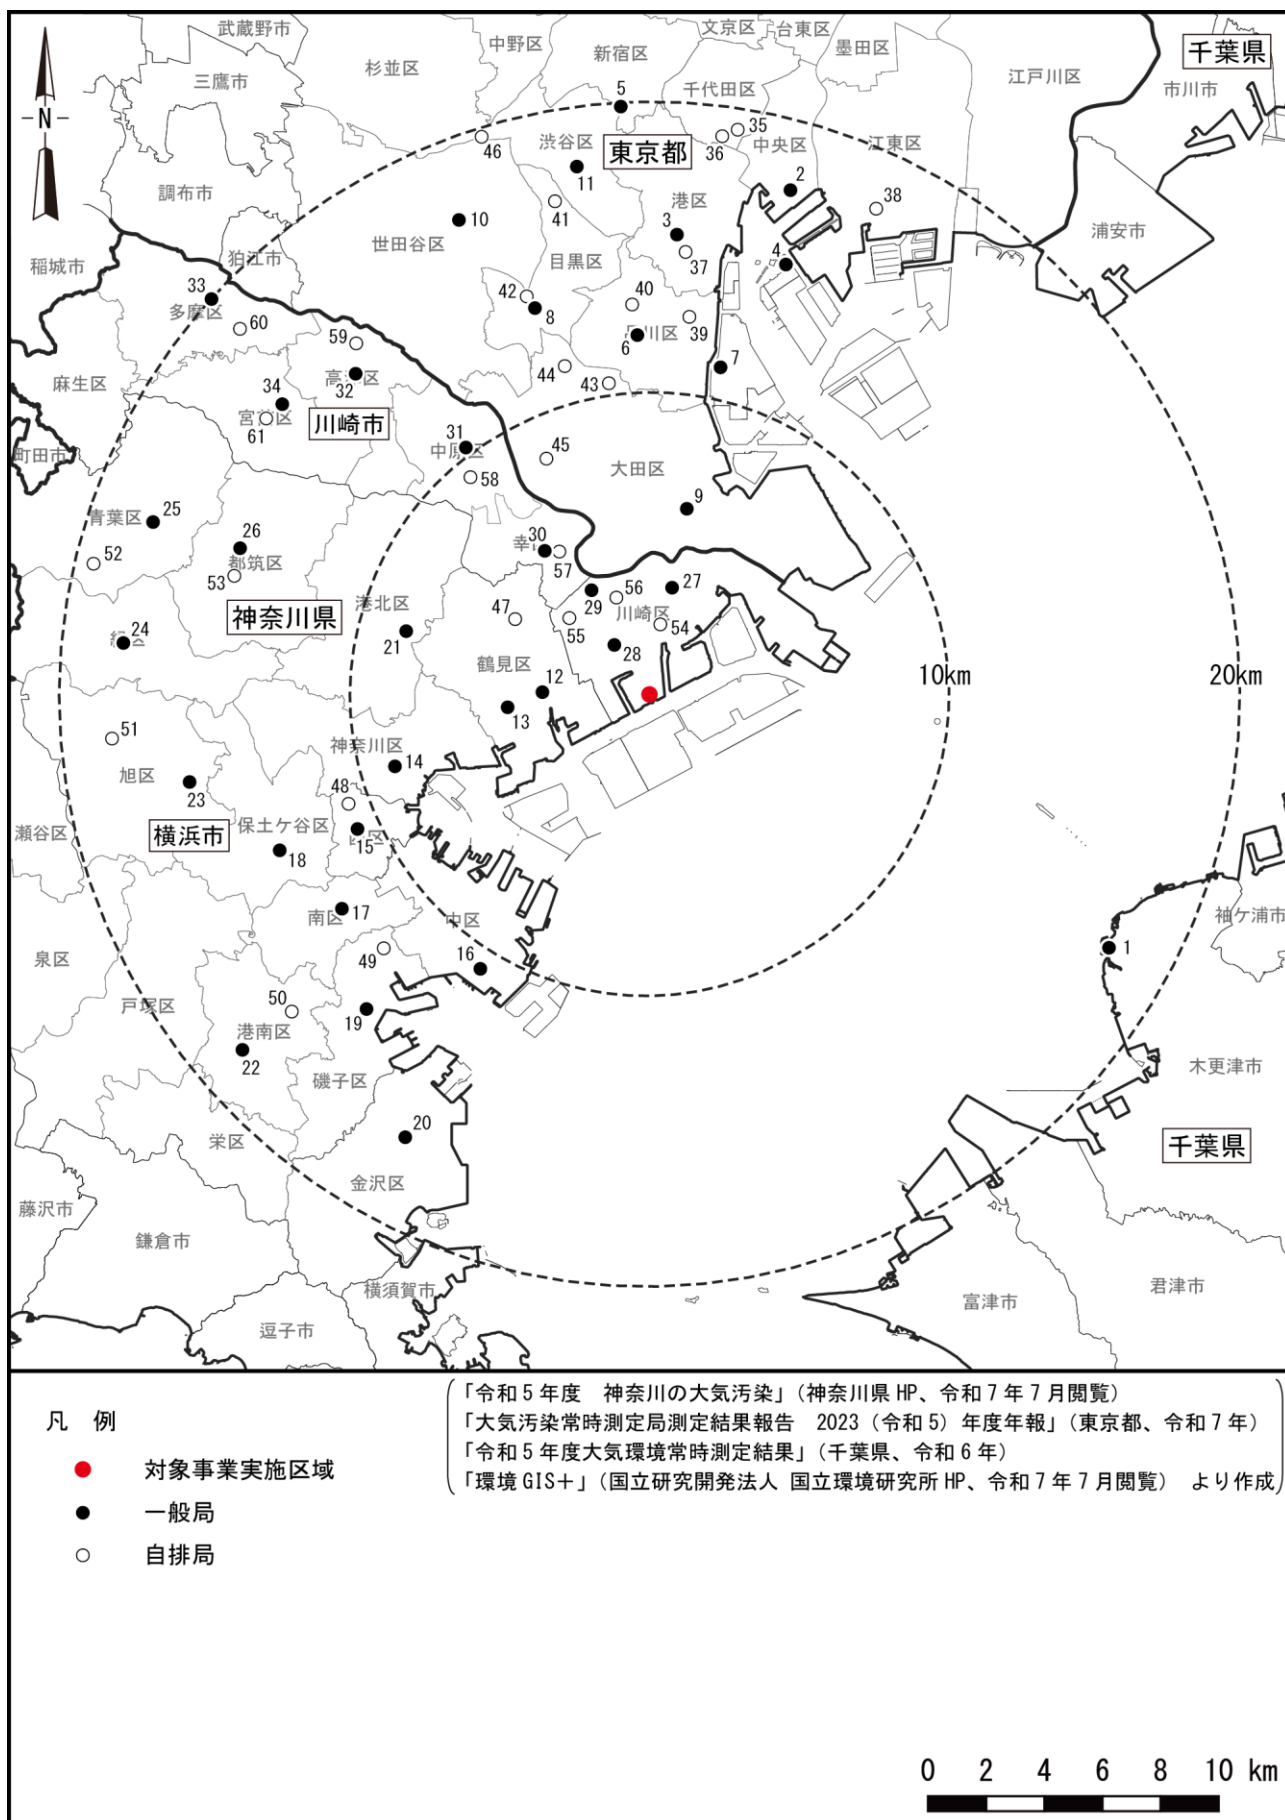 武蔵野市
中野区
新宿区
文京区
台東区
墨田区
千葉県
三鷹市
杉並区
千代田区
江戸川区
市川市
5
35
36
46
渋谷区
東京都
中央区
江東区
N
調布市
11
2
38
10
41
港区
3
世田谷区
浦安市
稲城市
狛江市
目黒区
37
4
33
多摩区
60
42
8
40
39
59
6
7
麻生区
高津区
32
44
43
34
宮前区
61
川崎市
町田市
31
中原区
58
45
大田区
青葉区
25
9
26
30
幸区
57
52
都筑区
53
神奈川県
港北区
47
29
56
27
川崎区
55
54
24
緑区
21
28
鶴見区
12
10km
20km
13
51
神奈川区
14
旭区
23
48
瀬谷区
横浜市
保土ケ谷区
18
西区
15
南区
17
中区
袖ケ浦市
泉区
49
16
1
戸塚区
50
19
港南区
22
磯子区
木更津市
20
栄区
千葉県
金沢区
藤沢市
鎌倉市
横須賀市
君津市
富津市
逗子市
凡 例
対象事業実施区域
一般局
自排局
「令和5年度 神奈川の大気汚染」(神奈川県HP、令和7年7月閲覧)
「大気汚染常時測定局測定結果報告 2023(令和5)年度年報」(東京都、令和7年)
「令和5年度大気環境常時測定結果」(千葉県、令和6年)
「環境GIS+」(国立研究開発法人 国立環境研究所HP、令和7年7月閲覧) より作成
0 2 4 6 8 10 km